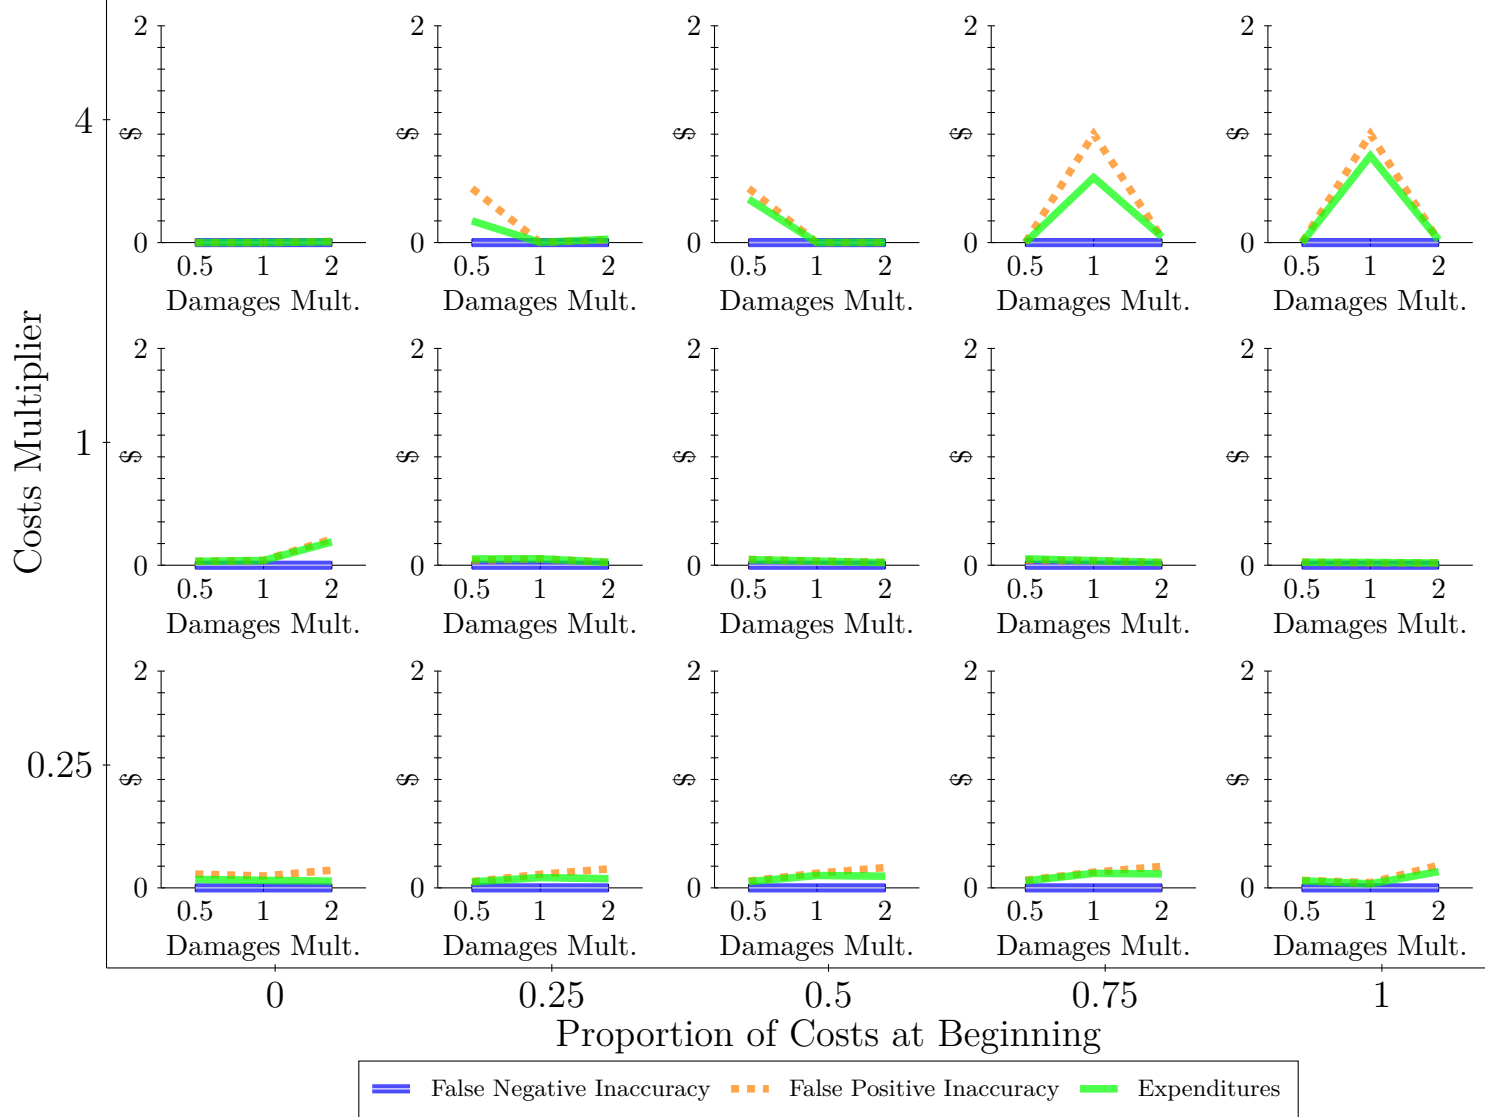 Costs Multiplier
4
2
$
0
0.5 1 2
Damages Mult.
2
$
0
0.5 1 2
Damages Mult.
2
$
0
0.5 1 2
Damages Mult.
2
$
0
0.5 1 2
Damages Mult.
2
$
0
0.5 1 2
Damages Mult.
1
2
$
0
0.5 1 2
Damages Mult.
2
$
0
0.5 1 2
Damages Mult.
2
$
0
0.5 1 2
Damages Mult.
2
$
0
0.5 1 2
Damages Mult.
2
$
0
0.5 1 2
Damages Mult.
0.25
2
$
0
0.5 1 2
Damages Mult.
2
$
0
0.5 1 2
Damages Mult.
2
$
0
0.5 1 2
Damages Mult.
2
$
0
0.5 1 2
Damages Mult.
2
$
0
0.5 1 2
Damages Mult.
0 0.25 0.5 0.75 1
Proportion of Costs at Beginning
False Negative Inaccuracy False Positive Inaccuracy Expenditures